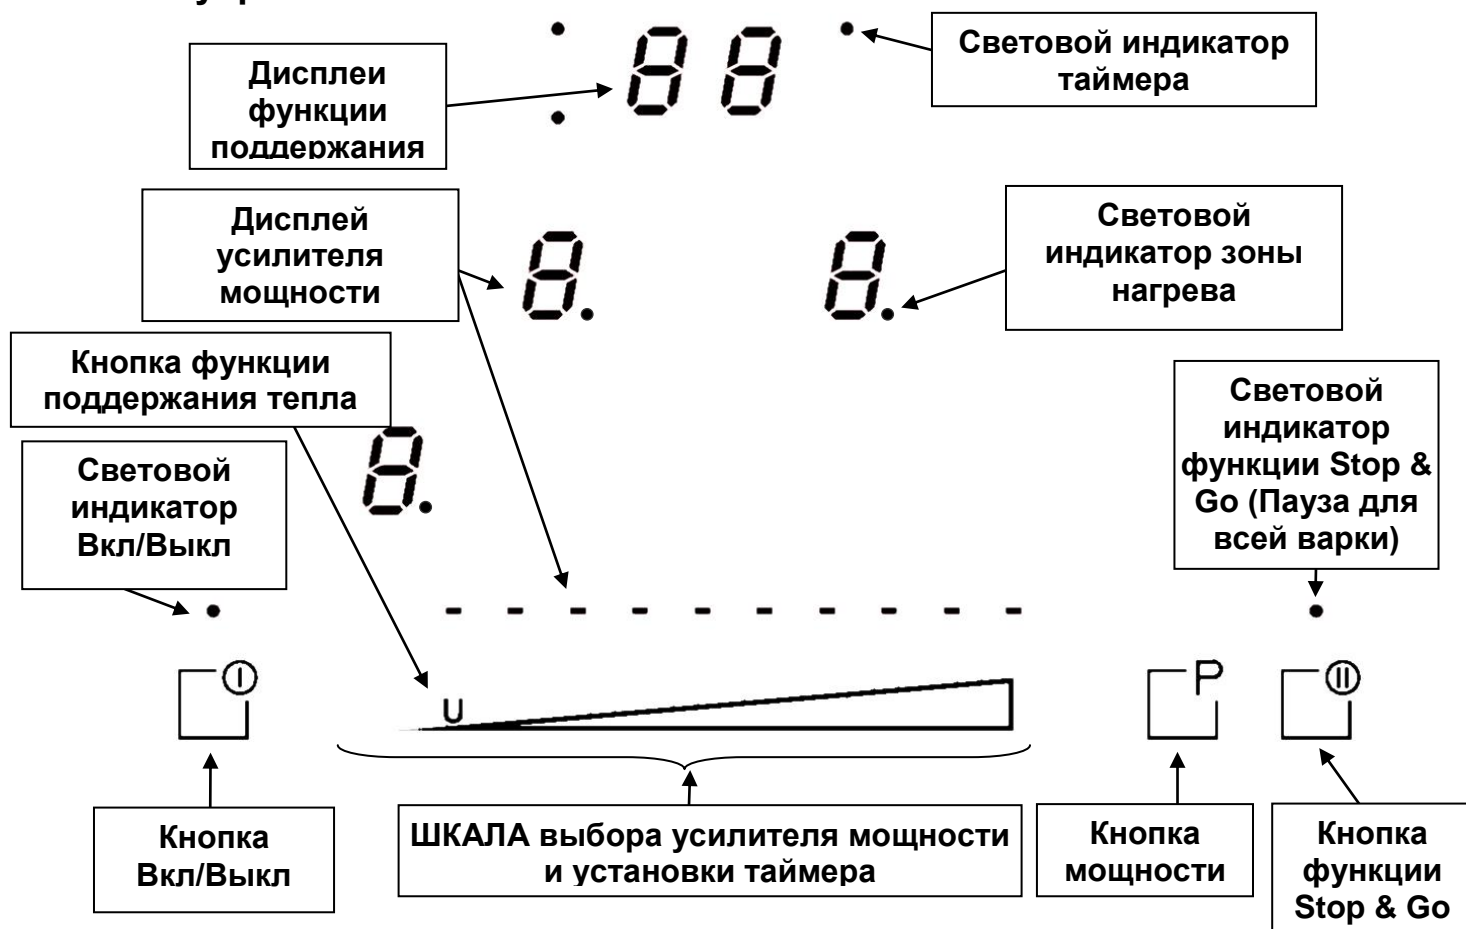 Световой индикатор
таймера
Дисплеи
функции
поддержания
Дисплей
усилителя
мощности
Световой
индикатор зоны
нагрева
Кнопка функции
поддержания тепла
Световой
индикатор
функции Stop &
Go (Пауза для
всей варки)
Световой
индикатор
Вкл/Выкл
U
P
Кнопка
Вкл/Выкл
ШКАЛА выбора усилителя мощности
и установки таймера
Кнопка
мощности
Кнопка
функции
Stop & Go